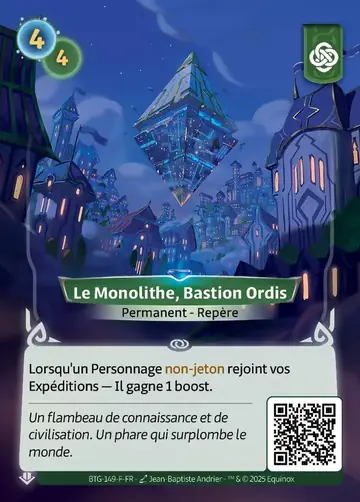 4
4
Le Monolithe, Bastion Ordis
Permanent - Repère
Lorsqu'un Personnage non-jeton rejoint vos
Expéditions — Il gagne 1 boost.
Un flambeau de connaissance et de
civilisation. Un phare qui surplombe le
monde.
BTG-149-F-FR - Jean-Baptiste Andrier - ™ & © 2025 Equinox